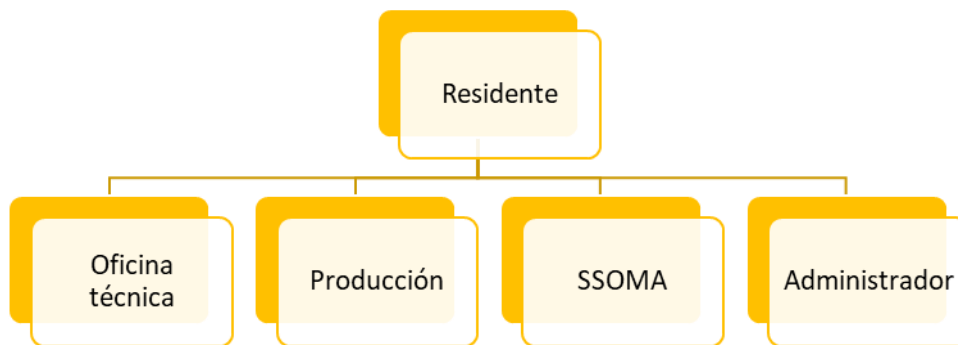 Residente
Oficina
técnica
Producción
SSOMA
Administrador